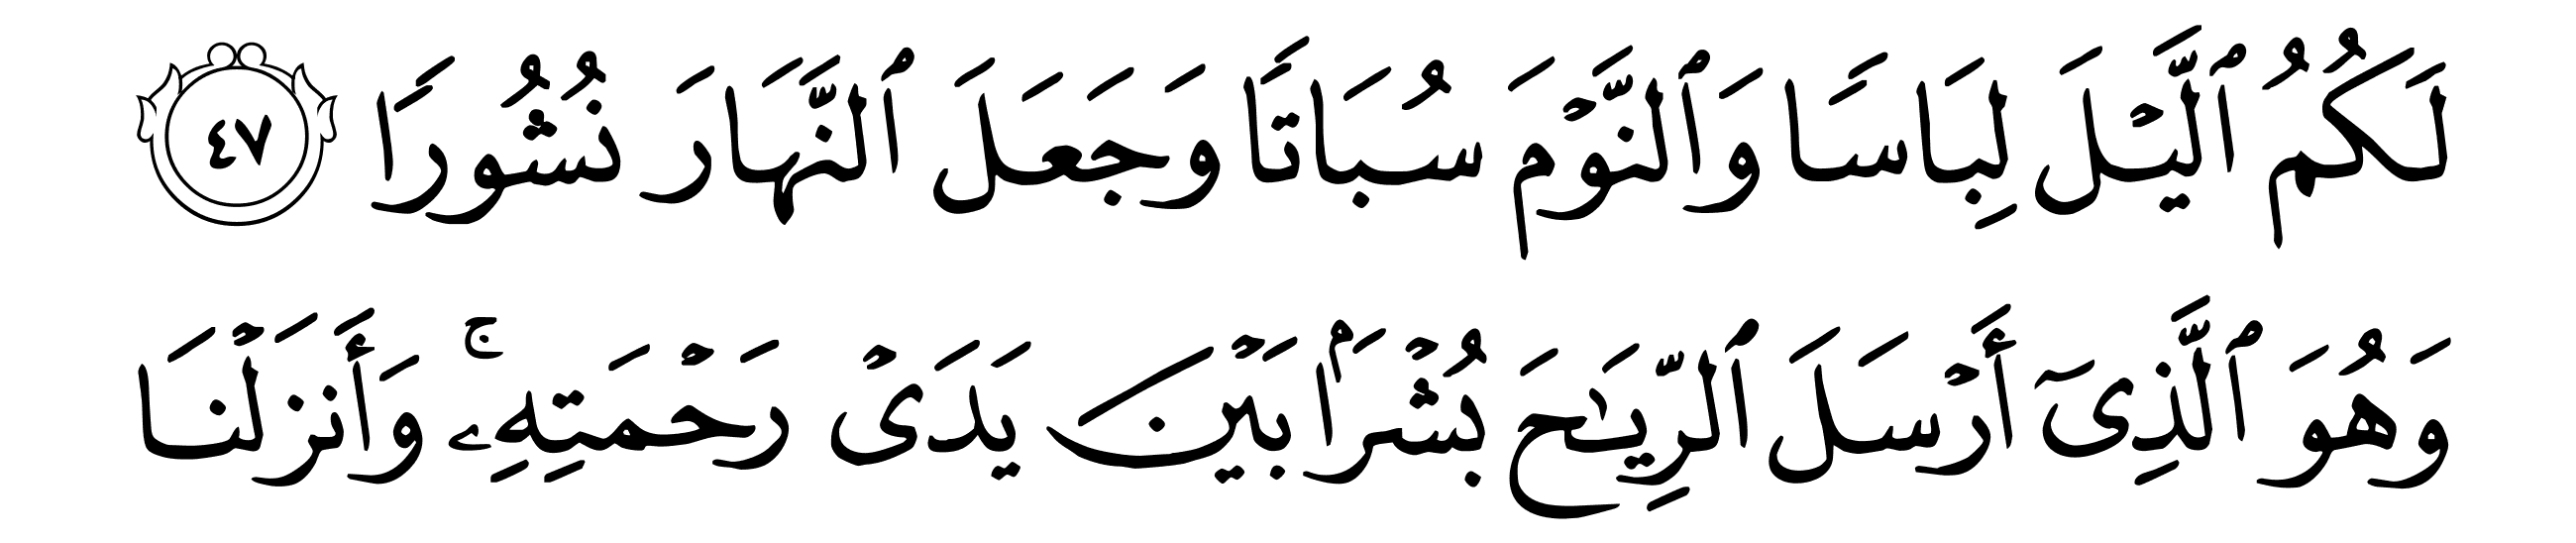 لَكُمُ ٱلَّيْلَ لِبَاسًا وَٱلنَّوْمَ سُبَاتًا وَجَعَلَ ٱلنَّهَارَ نُشُورًا ٤٧
وَهُوَ ٱلَّذِىٓ أَرْسَلَ ٱلرِّيَـٰحَ بُشْرَۢا بَيْنَ يَدَىْ رَحْمَتِهِۦ ۚ وَأَنزَلْنَا